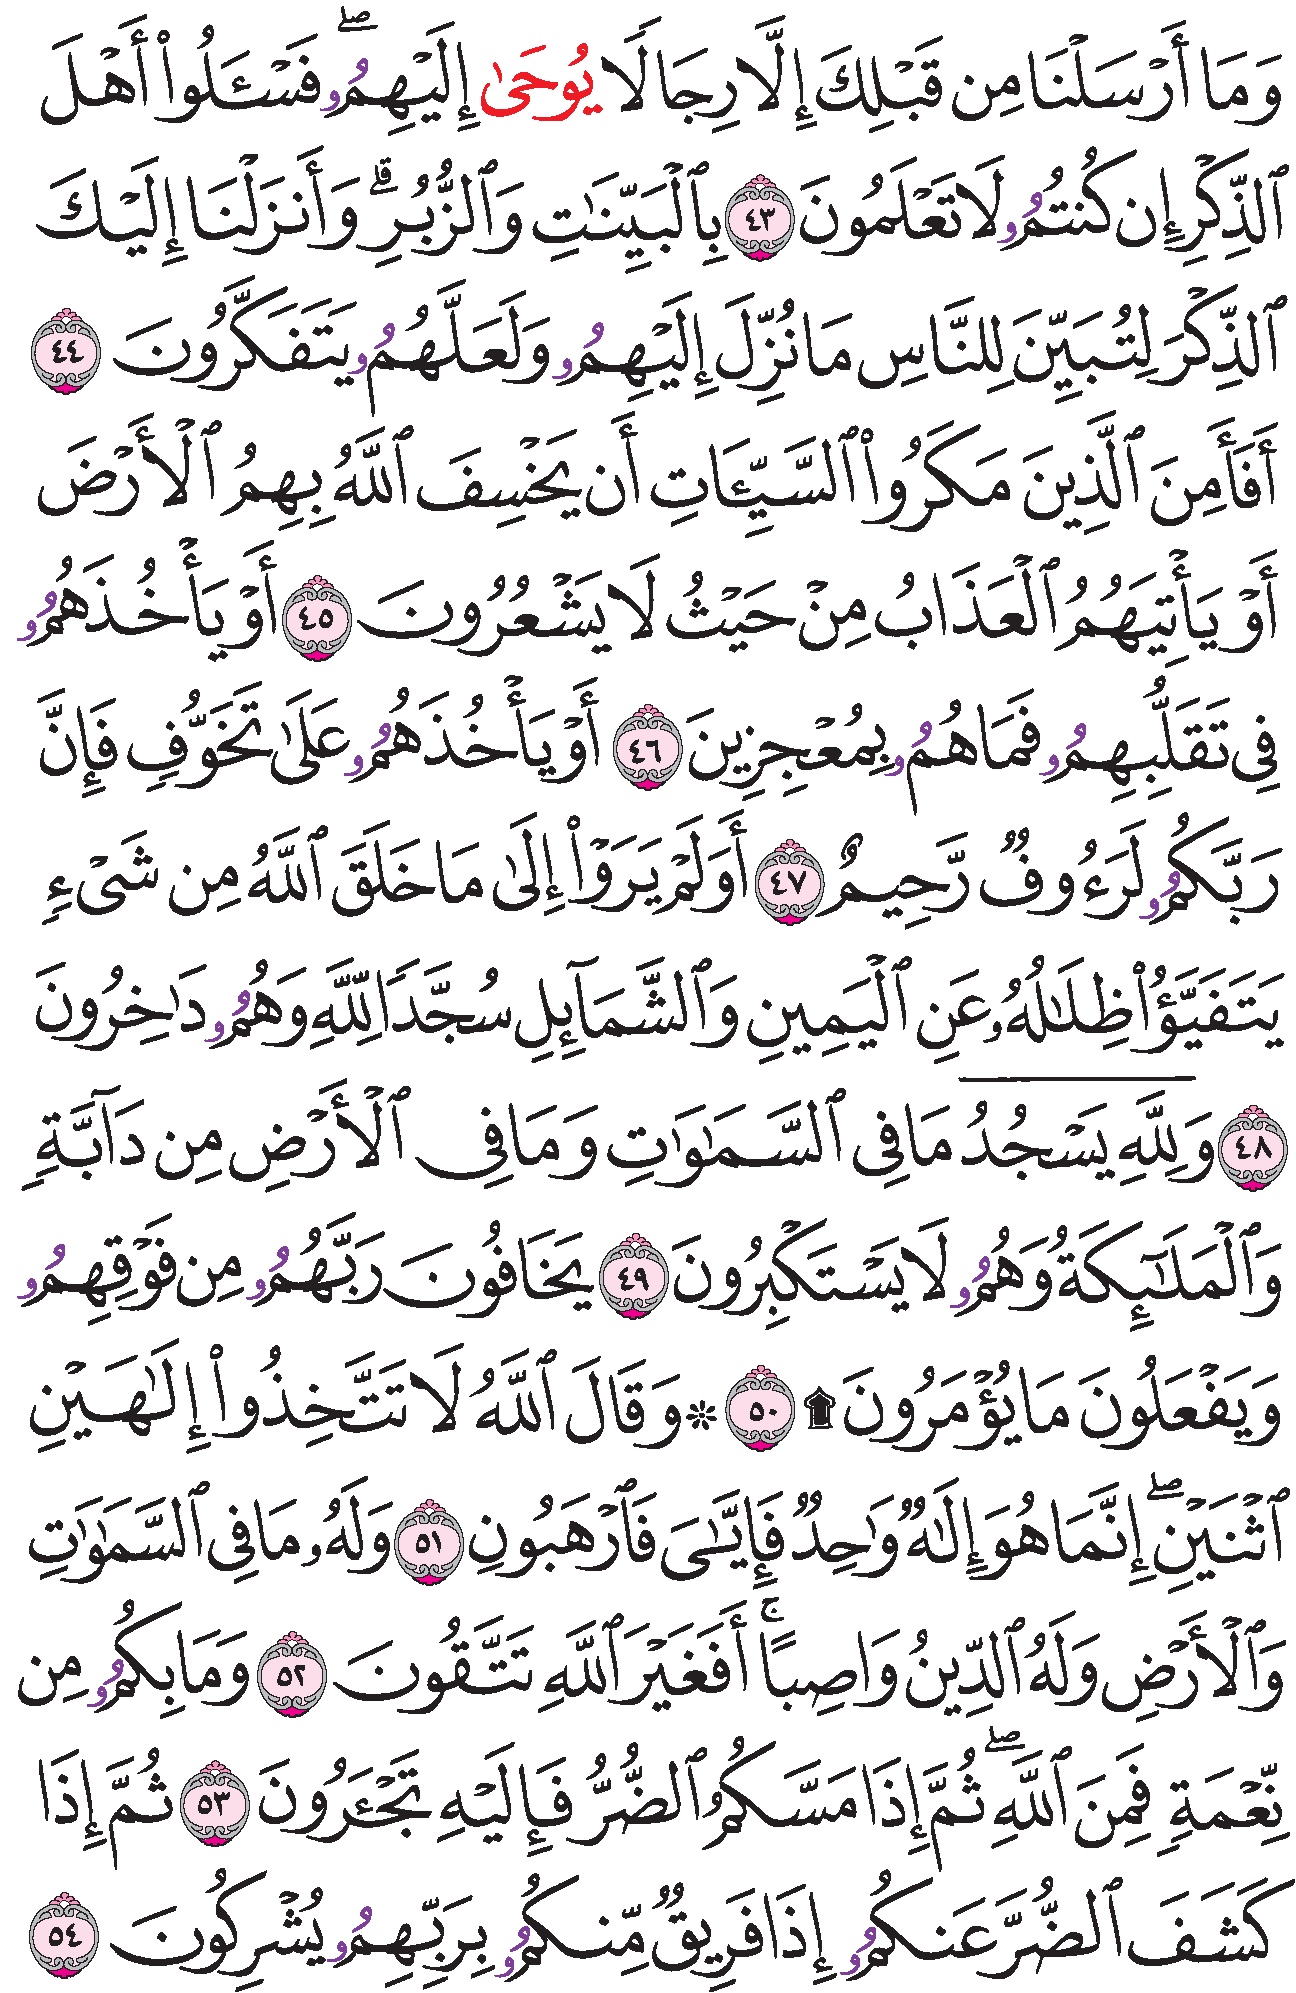 وَمَآ أَرۡسَلۡنَا مِن قَبۡلِكَ إِلَّا رِجَالٗا يُوحَىٰٓ إِلَيۡهِمُۥۖ فَسۡـَٔلُوٓاْ أَهۡلَ
ٱلذِّكۡرِ إِن كُنتُمُۥ لَا تَعۡلَمُونَ ٤٣ بِٱلۡبَيِّنَٰتِ وَٱلزُّبُرِۗ وَأَنزَلۡنَآ إِلَيۡكَ
ٱلذِّكۡرَ لِتُبَيِّنَ لِلنَّاسِ مَا نُزِّلَ إِلَيۡهِمُۥ وَلَعَلَّهُمُۥ يَتَفَكَّرُونَ ٤٤
أَفَأَمِنَ ٱلَّذِينَ مَكَرُواْ ٱلسَّيِّـَٔاتِ أَن يَخۡسِفَ ٱللَّهُ بِهِمُ ٱلۡأَرۡضَ
أَوۡ يَأۡتِيَهُمُ ٱلۡعَذَابُ مِنۡ حَيۡثُ لَا يَشۡعُرُونَ ٤٥ أَوۡ يَأۡخُذَهُمُۥ
فِي تَقَلُّبِهِمُۥ فَمَا هُمُۥ بِمُعۡجِزِينَ ٤٦ أَوۡ يَأۡخُذَهُمُۥ عَلَىٰ تَخَوُّفٖ فَإِنَّ
رَبَّكُمُۥ لَرَءُوفٞ رَّحِيمٌ ٤٧ أَوَلَمۡ يَرَوۡاْ إِلَىٰ مَا خَلَقَ ٱللَّهُ مِن شَيۡءٖ
يَتَفَيَّؤُاْ ظِلَٰلُهُۥ عَنِ ٱلۡيَمِينِ وَٱلشَّمَآئِلِ سُجَّدٗا لِّلَّهِ وَهُمُۥ دَٰخِرُونَ
٤٨ وَلِلَّهِ يَسۡجُدُ مَا فِي ٱلسَّمَٰوَٰتِ وَمَا فِي ٱلۡأَرۡضِ مِن دَآبَّةٖ
وَٱلۡمَلَٰٓئِكَةُ وَهُمُۥ لَا يَسۡتَكۡبِرُونَ ٤٩ يَخَافُونَ رَبَّهُمُۥ مِن فَوۡقِهِمُۥ
وَيَفۡعَلُونَ مَا يُؤۡمَرُونَ ۩ ٥٠ ۞ وَقَالَ ٱللَّهُ لَا تَتَّخِذُوٓاْ إِلَٰهَيۡنِ
ٱثۡنَيۡنِۖ إِنَّمَا هُوَ إِلَٰهٞ وَٰحِدٞ فَإِيَّٰيَ فَٱرۡهَبُونِ ٥١ وَلَهُۥ مَا فِي ٱلسَّمَٰوَٰتِ
وَٱلۡأَرۡضِ وَلَهُ ٱلدِّينُ وَاصِبًاۚ أَفَغَيۡرَ ٱللَّهِ تَتَّقُونَ ٥٢ وَمَا بِكُمُۥ مِن
نِّعۡمَةٖ فَمِنَ ٱللَّهِۖ ثُمَّ إِذَا مَسَّكُمُ ٱلضُّرُّ فَإِلَيۡهِ تَجۡـَٔرُونَ ٥٣ ثُمَّ إِذَا
كَشَفَ ٱلضُّرَّ عَنكُمُۥ إِذَا فَرِيقٞ مِّنكُمُۥ بِرَبِّهِمُۥ يُشۡرِكُونَ ٥٤